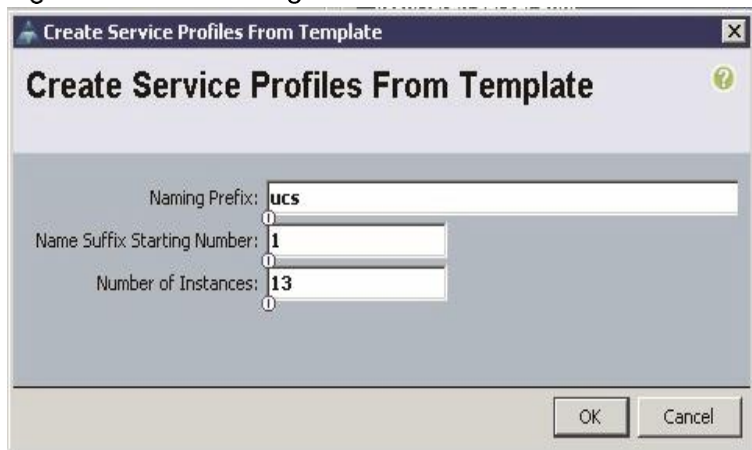 Create Service Profiles From Template
Create Service Profiles From Template
Naming Prefix: ucs
Name Suffix Starting Number: 1
Number of Instances: 13
OK Cancel